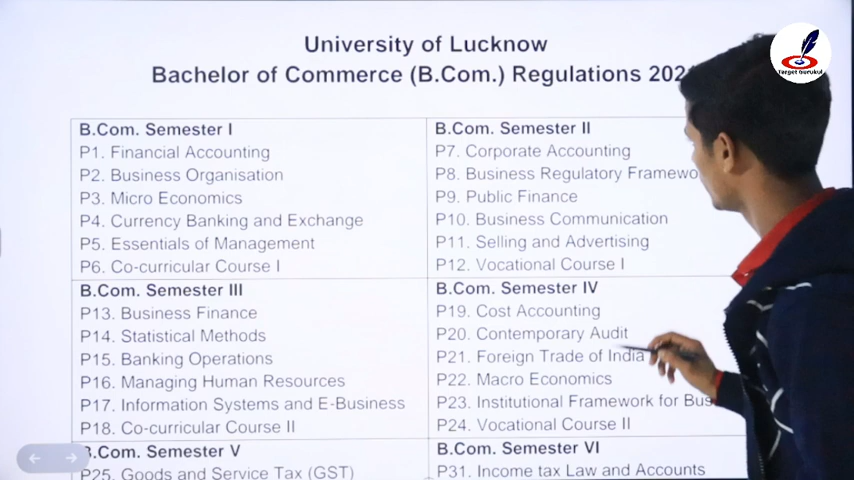 University of Lucknow
Bachelor of Commerce (B.Com.) Regulations
Target Gurukul
B.Com. Semester I
P1. Financial Accounting
P2. Business Organisation
P3. Micro Economics
P4. Currency Banking and Exchange
P5. Essentials of Management
P6. Co-curricular Course I
B.Com. Semester II
P7. Corporate Accounting
P8. Business Regulatory
P9. Public Finance
P10. Business Communication
P11. Selling and Advertising
P12. Vocational Course I
B.Com. Semester III
P13. Business Finance
P14. Statistical Methods
P15. Banking Operations
P16. Managing Human Resources
P17. Information Systems and E-Business
P18. Co-curricular Course II
B.Com. Semester IV
P19. Cost Accounting
P20. Contemporary Audit
P21. Foreign Trade of India
P22. Macro Economics
P23. Institutional Framework for
P24. Vocational Course II
B.Com. Semester V
P25. Goods and Service Tax (GST)
B.Com. Semester VI
P31. Income tax Law and Accounts